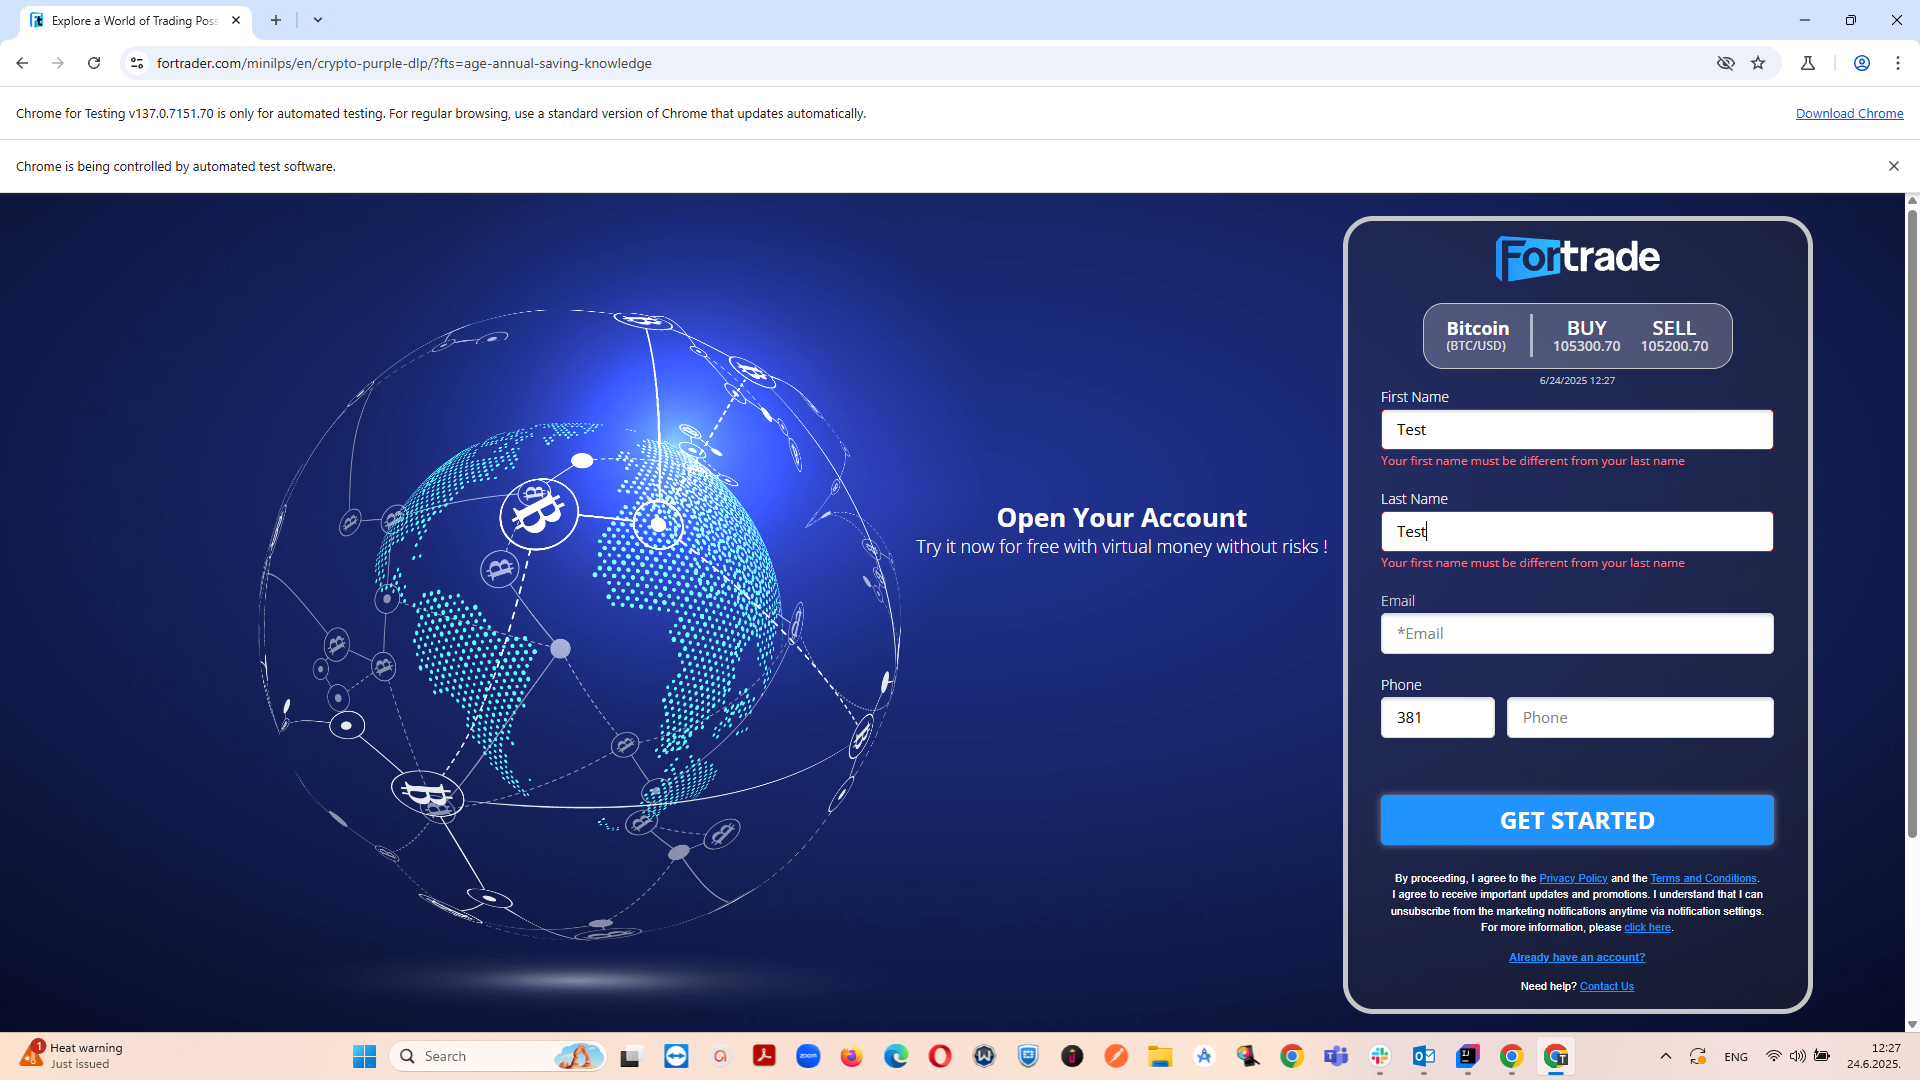 Explore a World of Trading Poss
fortrader.com/minilps/en/crypto-purple-dlp/?fts=age-annual-saving-knowledge
Chrome for Testing v137.0.7151.70 is only for automated testing. For regular browsing, use a standard version of Chrome that updates automatically.
Download Chrome
Chrome is being controlled by automated test software.
Fortrade
Bitcoin
(BTC/USD)
BUY
105300.70
SELL
105200.70
6/24/2025 12:27
First Name
Test
Your first name must be different from your last name
Last Name
Test
Your first name must be different from your last name
Open Your Account
Try it now for free with virtual money without risks !
Email
*Email
Phone
381
Phone
GET STARTED
By proceeding, I agree to the Privacy Policy and the Terms and Conditions.
I agree to receive important updates and promotions. I understand that I can
unsubscribe from the marketing notifications anytime via notification settings.
For more information, please click here.
Already have an account?
Need help? Contact Us
1
Heat warning
Just issued
Search
zoom
ENG
12:27
24.6.2025.